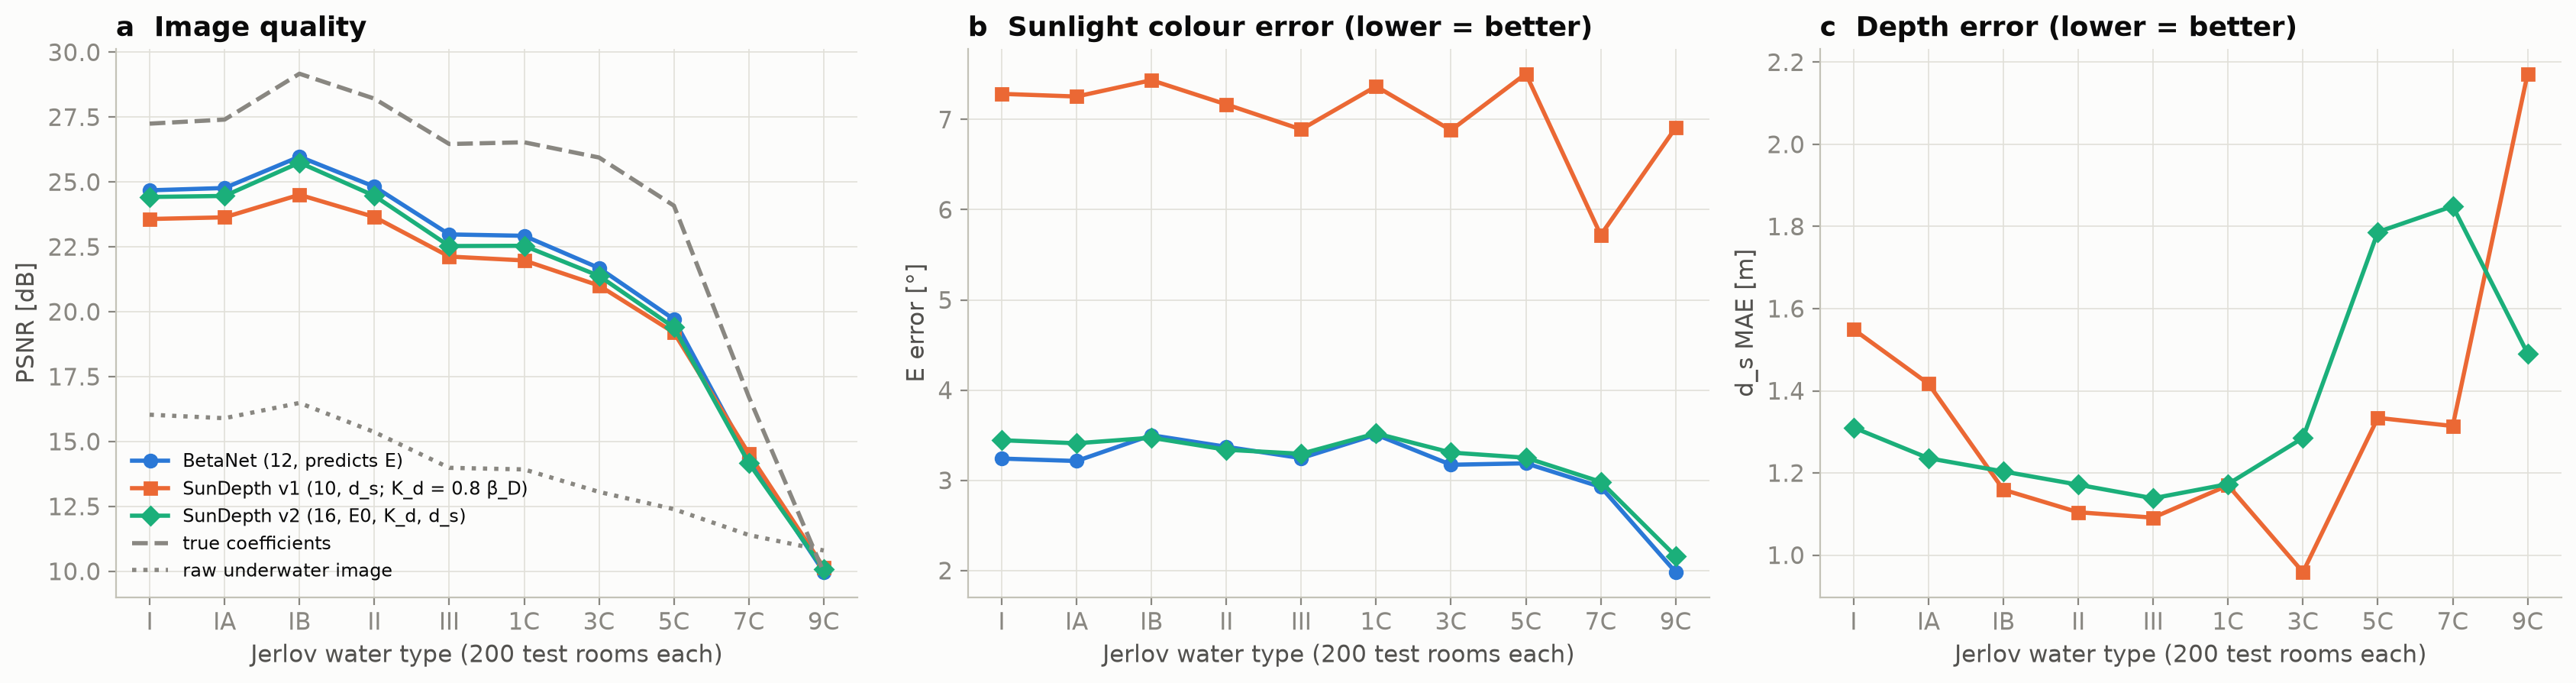 a Image quality
30.0
27.5
25.0
22.5
20.0
17.5
15.0
12.5
10.0
PSNR [dB]
BetaNet (12, predicts E)
SunDepth v1 (10, d_s; K_d = 0.8 β_D)
SunDepth v2 (16, E0, K_d, d_s)
true coefficients
raw underwater image
I IA IB II III 1C 3C 5C 7C 9C
Jerlov water type (200 test rooms each)
b Sunlight colour error (lower = better)
7
6
5
4
3
2
E error [°]
I IA IB II III 1C 3C 5C 7C 9C
Jerlov water type (200 test rooms each)
c Depth error (lower = better)
2.2
2.0
1.8
1.6
1.4
1.2
1.0
d_s MAE [m]
I IA IB II III 1C 3C 5C 7C 9C
Jerlov water type (200 test rooms each)